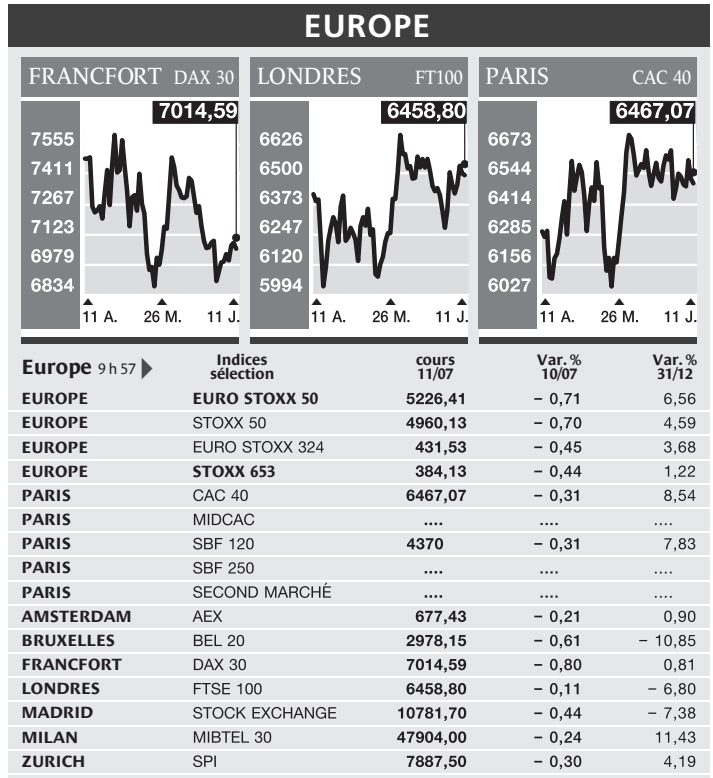 EUROPE
FRANCFORT DAX 30
7014,59
7555
7411
7267
7123
6979
6834
11 A. 26 M. 11 J.
LONDRES FT100
6458,80
6626
6500
6373
6247
6120
5994
11 A. 26 M. 11 J.
PARIS CAC 40
6467,07
6673
6544
6414
6285
6156
6027
11 A. 26 M. 11 J.
Europe 9 h 57 Indices sélection cours 11/07 Var. % 10/07 Var. % 31/12
EUROPE EURO STOXX 50 5226,41 – 0,71 6,56
EUROPE STOXX 50 4960,13 – 0,70 4,59
EUROPE EURO STOXX 324 431,53 – 0,45 3,68
EUROPE STOXX 653 384,13 – 0,44 1,22
PARIS CAC 40 6467,07 – 0,31 8,54
PARIS MIDCAC .... .... ....
PARIS SBF 120 4370 – 0,31 7,83
PARIS SBF 250 .... .... ....
PARIS SECOND MARCHÉ .... .... ....
AMSTERDAM AEX 677,43 – 0,21 0,90
BRUXELLES BEL 20 2978,15 – 0,61 – 10,85
FRANCFORT DAX 30 7014,59 – 0,80 0,81
LONDRES FTSE 100 6458,80 – 0,11 – 6,80
MADRID STOCK EXCHANGE 10781,70 – 0,44 – 7,38
MILAN MIBTEL 30 47904,00 – 0,24 11,43
ZURICH SPI 7887,50 – 0,30 4,19